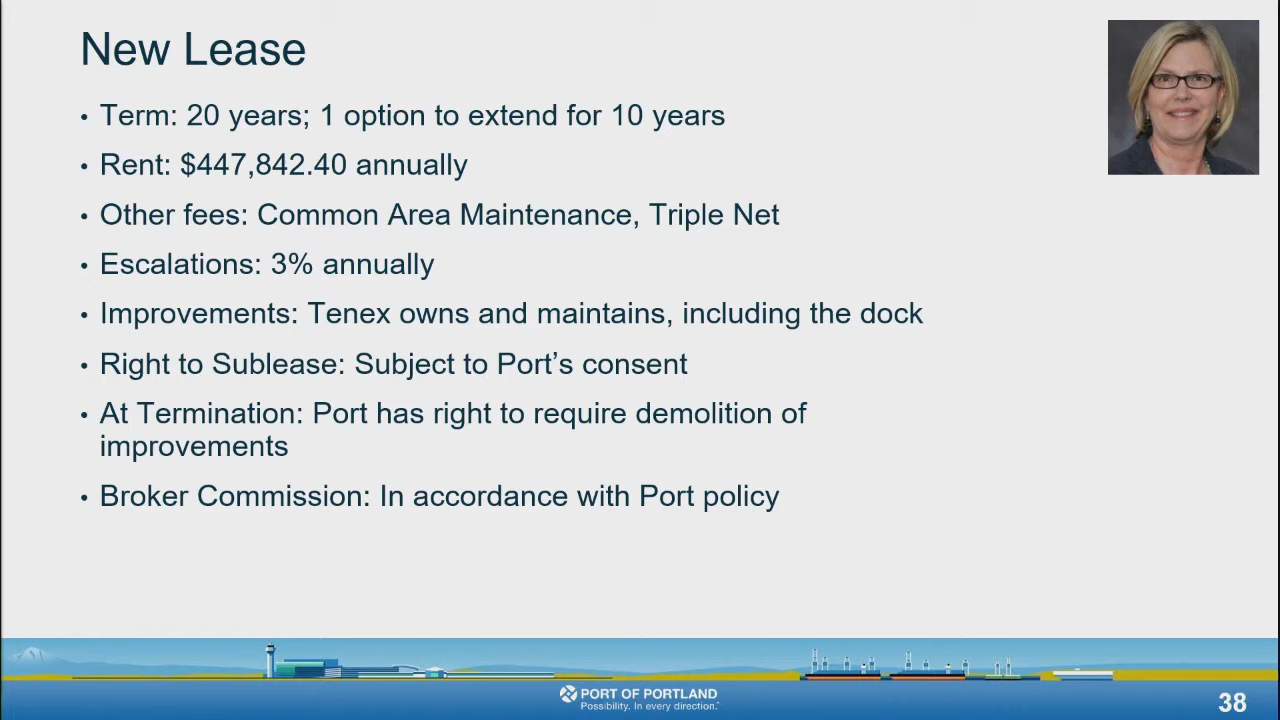 New Lease
• Term: 20 years; 1 option to extend for 10 years
• Rent: $447,842.40 annually
• Other fees: Common Area Maintenance, Triple Net
• Escalations: 3% annually
• Improvements: Tenex owns and maintains, including the dock
• Right to Sublease: Subject to Port’s consent
• At Termination: Port has right to require demolition of
improvements
• Broker Commission: In accordance with Port policy
PORT OF PORTLAND
Possibility. In every direction.™
38